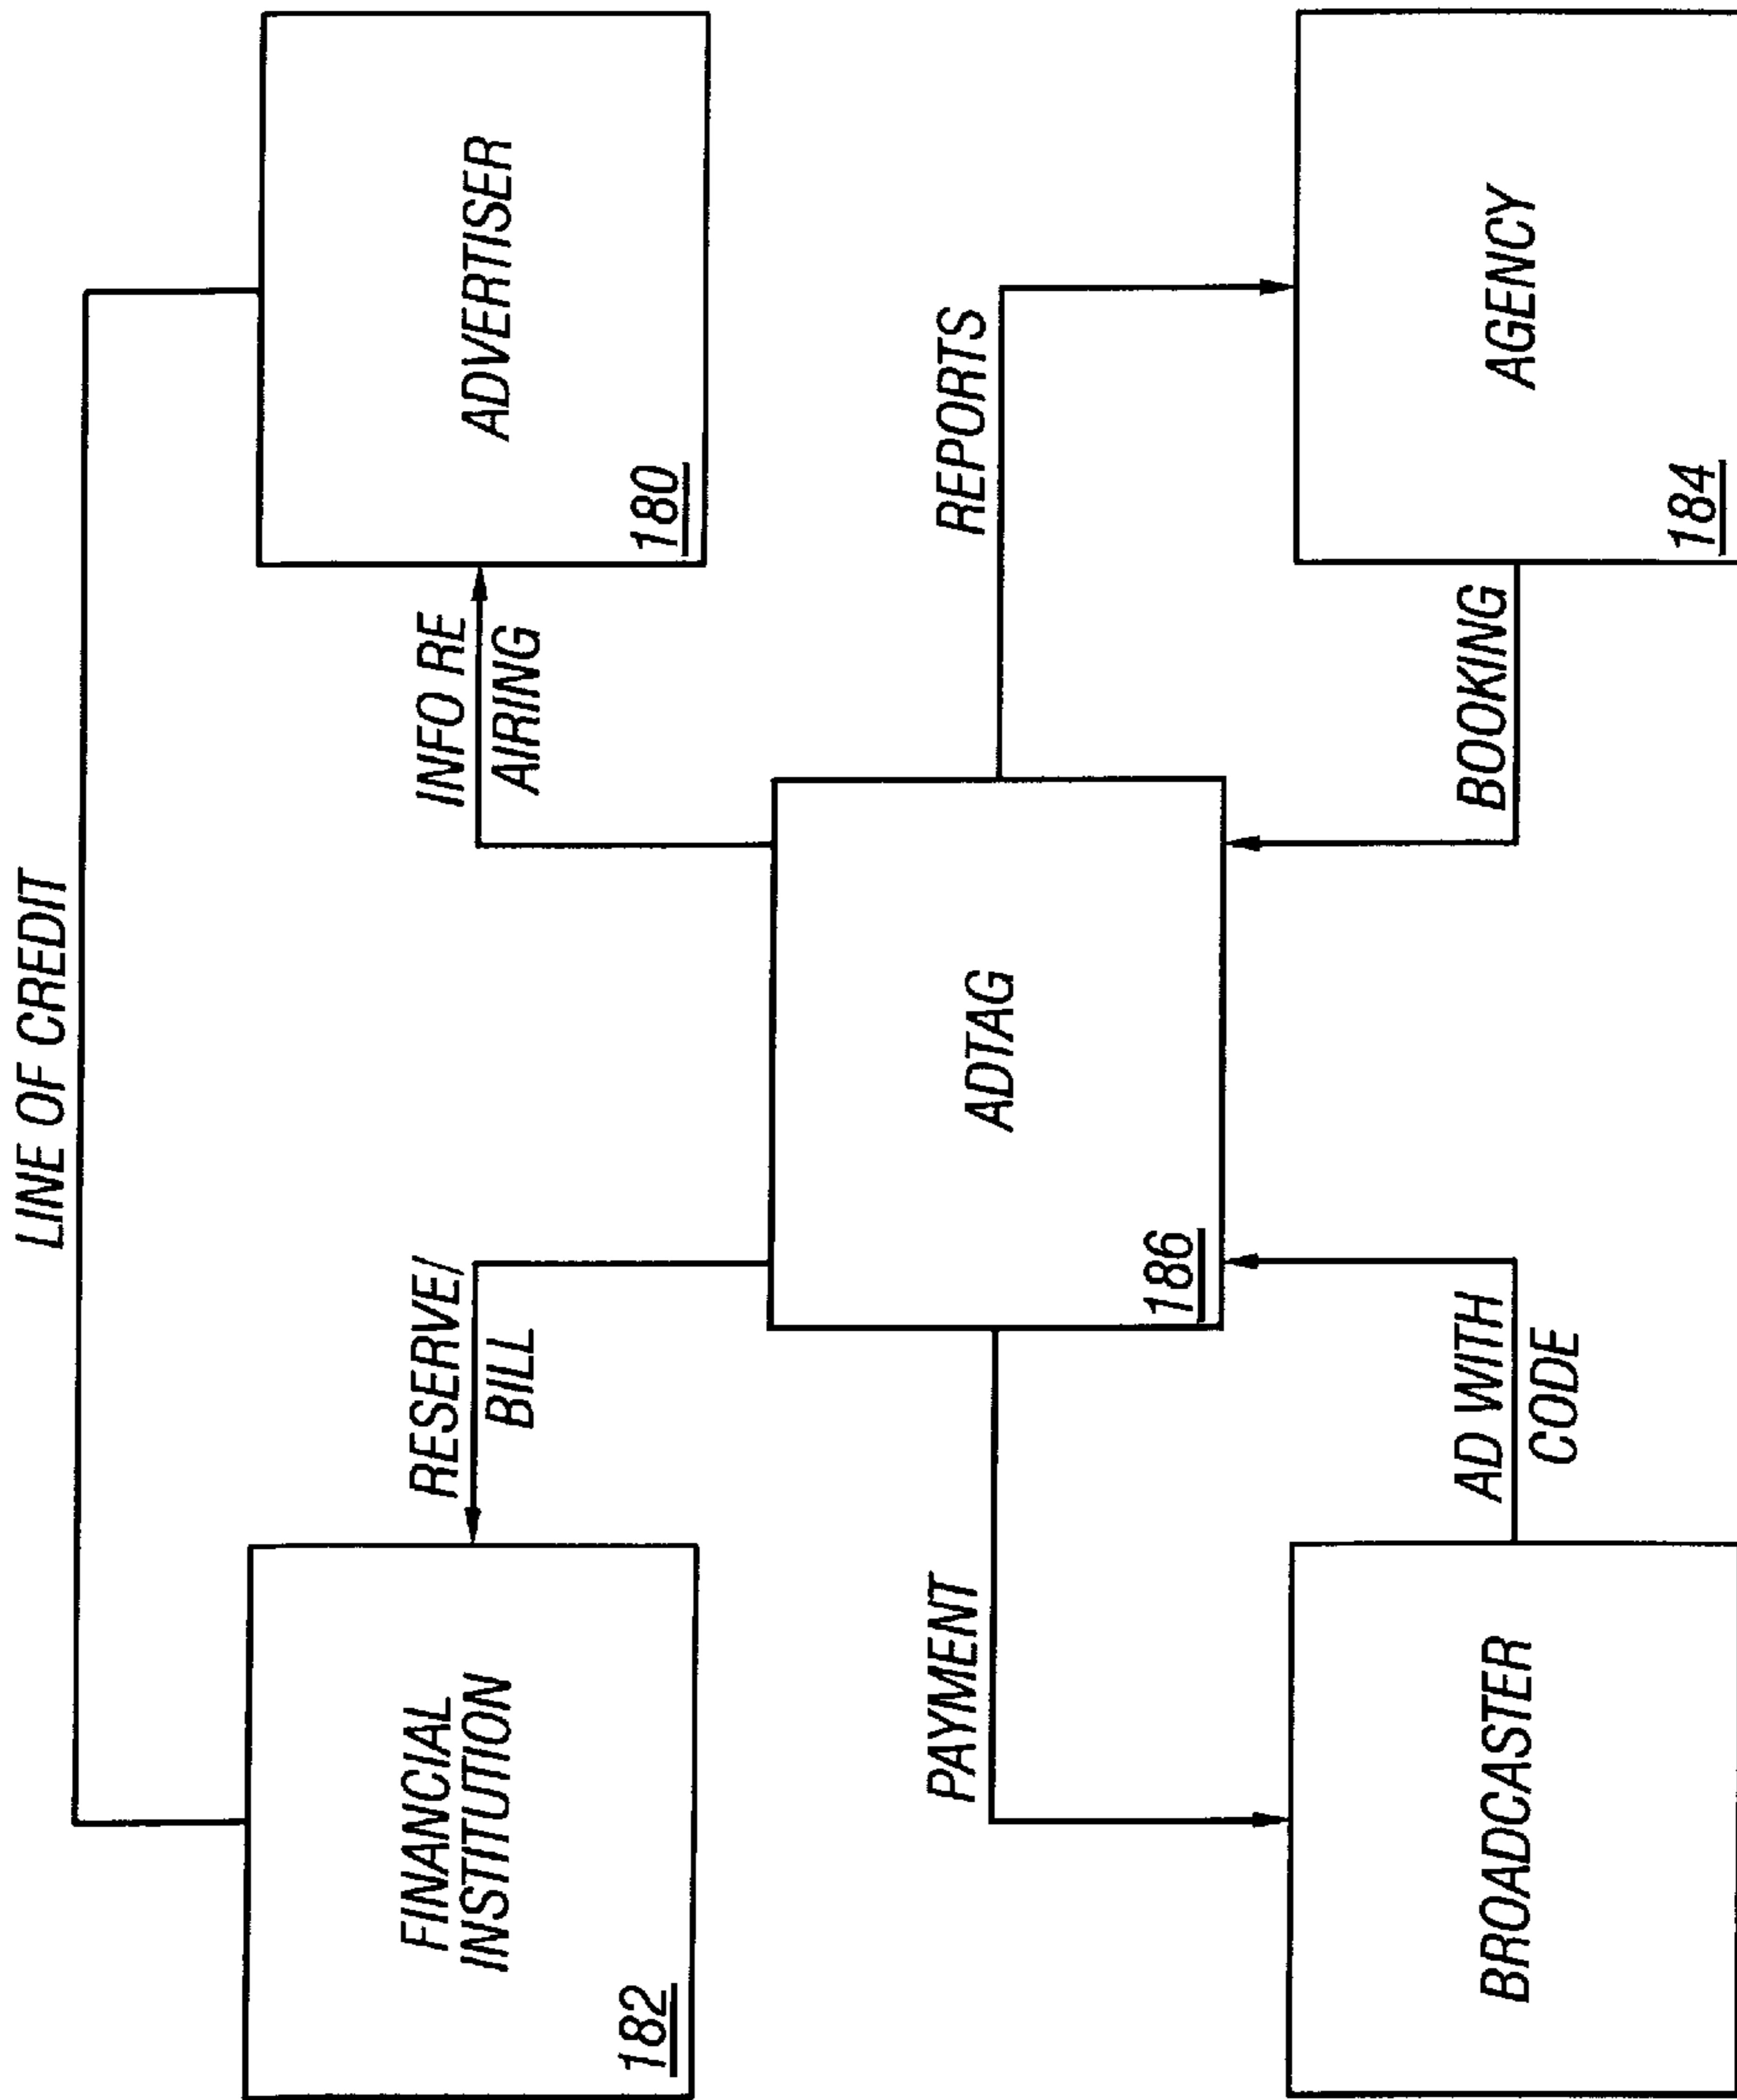 LINE OF CREDIT
FINANCIAL
INSTITUTION
182
RESERVE/
BILL
INFO RE
AIRING
ADVERTISER
180
ADTAG
186
PAYMENT
REPORTS
BROADCASTER
AD WITH
CODE
BOOKING
AGENCY
184